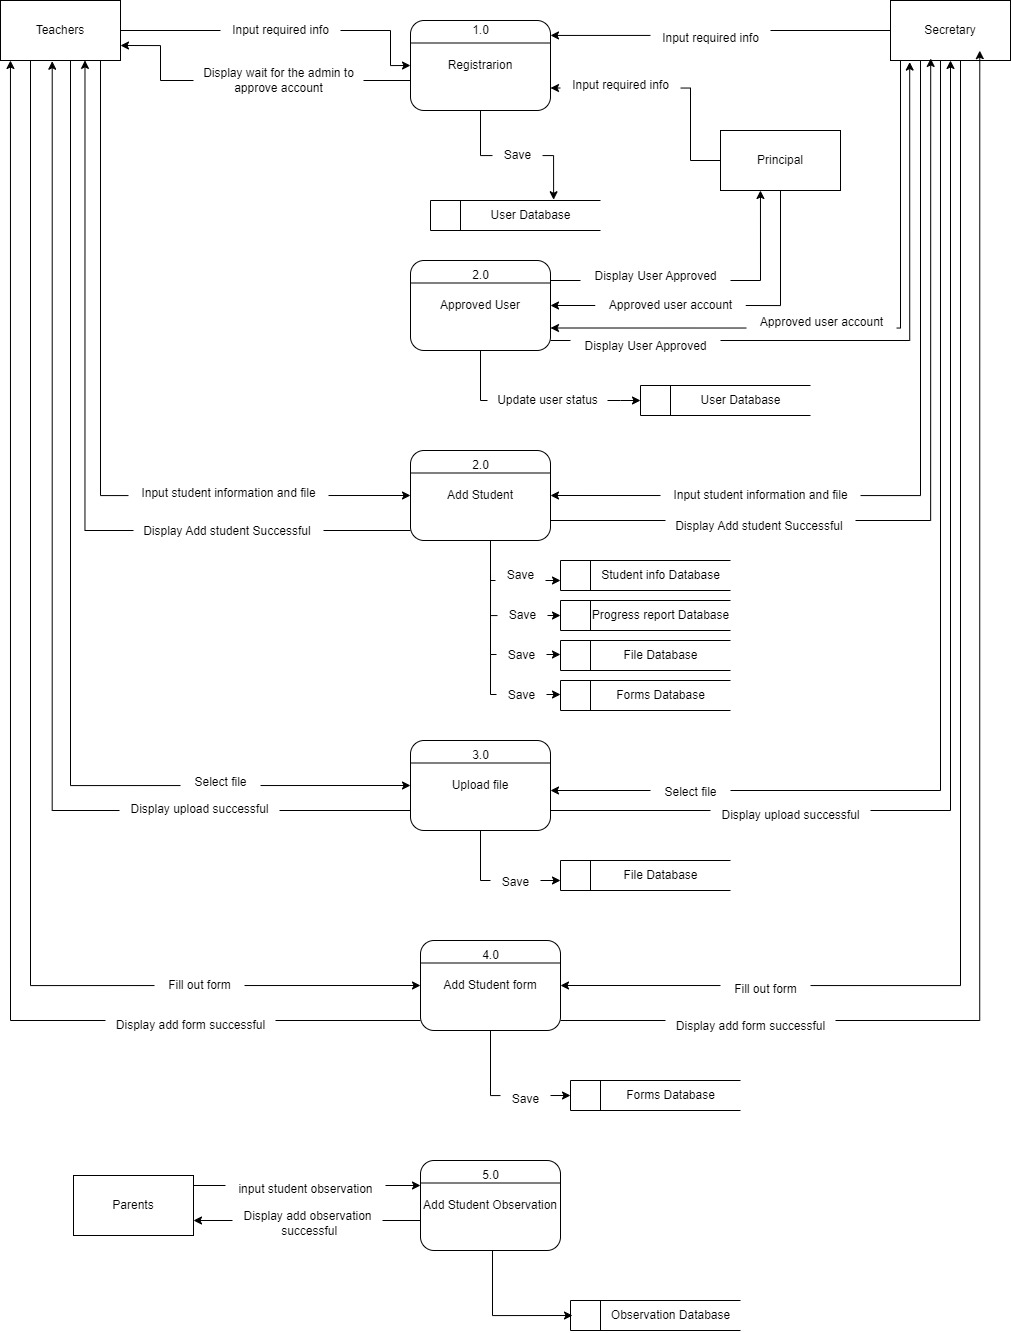 Teachers
Input required info
1.0
Input required info
Secretary
Registrarion
Display wait for the admin to
approve account
Input required info
Save
Principal
User Database
2.0
Display User Approved
Approved User
Approved user account
Approved user account
Display User Approved
Update user status
User Database
2.0
Input student information and file
Add Student
Input student information and file
Display Add student Successful
Display Add student Successful
Save
Student info Database
Save
Progress report Database
Save
File Database
Save
Forms Database
3.0
Select file
Upload file
Select file
Display upload successful
Display upload successful
Save
File Database
4.0
Fill out form
Add Student form
Fill out form
Display add form successful
Display add form successful
Save
Forms Database
5.0
Parents
input student observation
Add Student Observation
Display add observation
successful
Observation Database